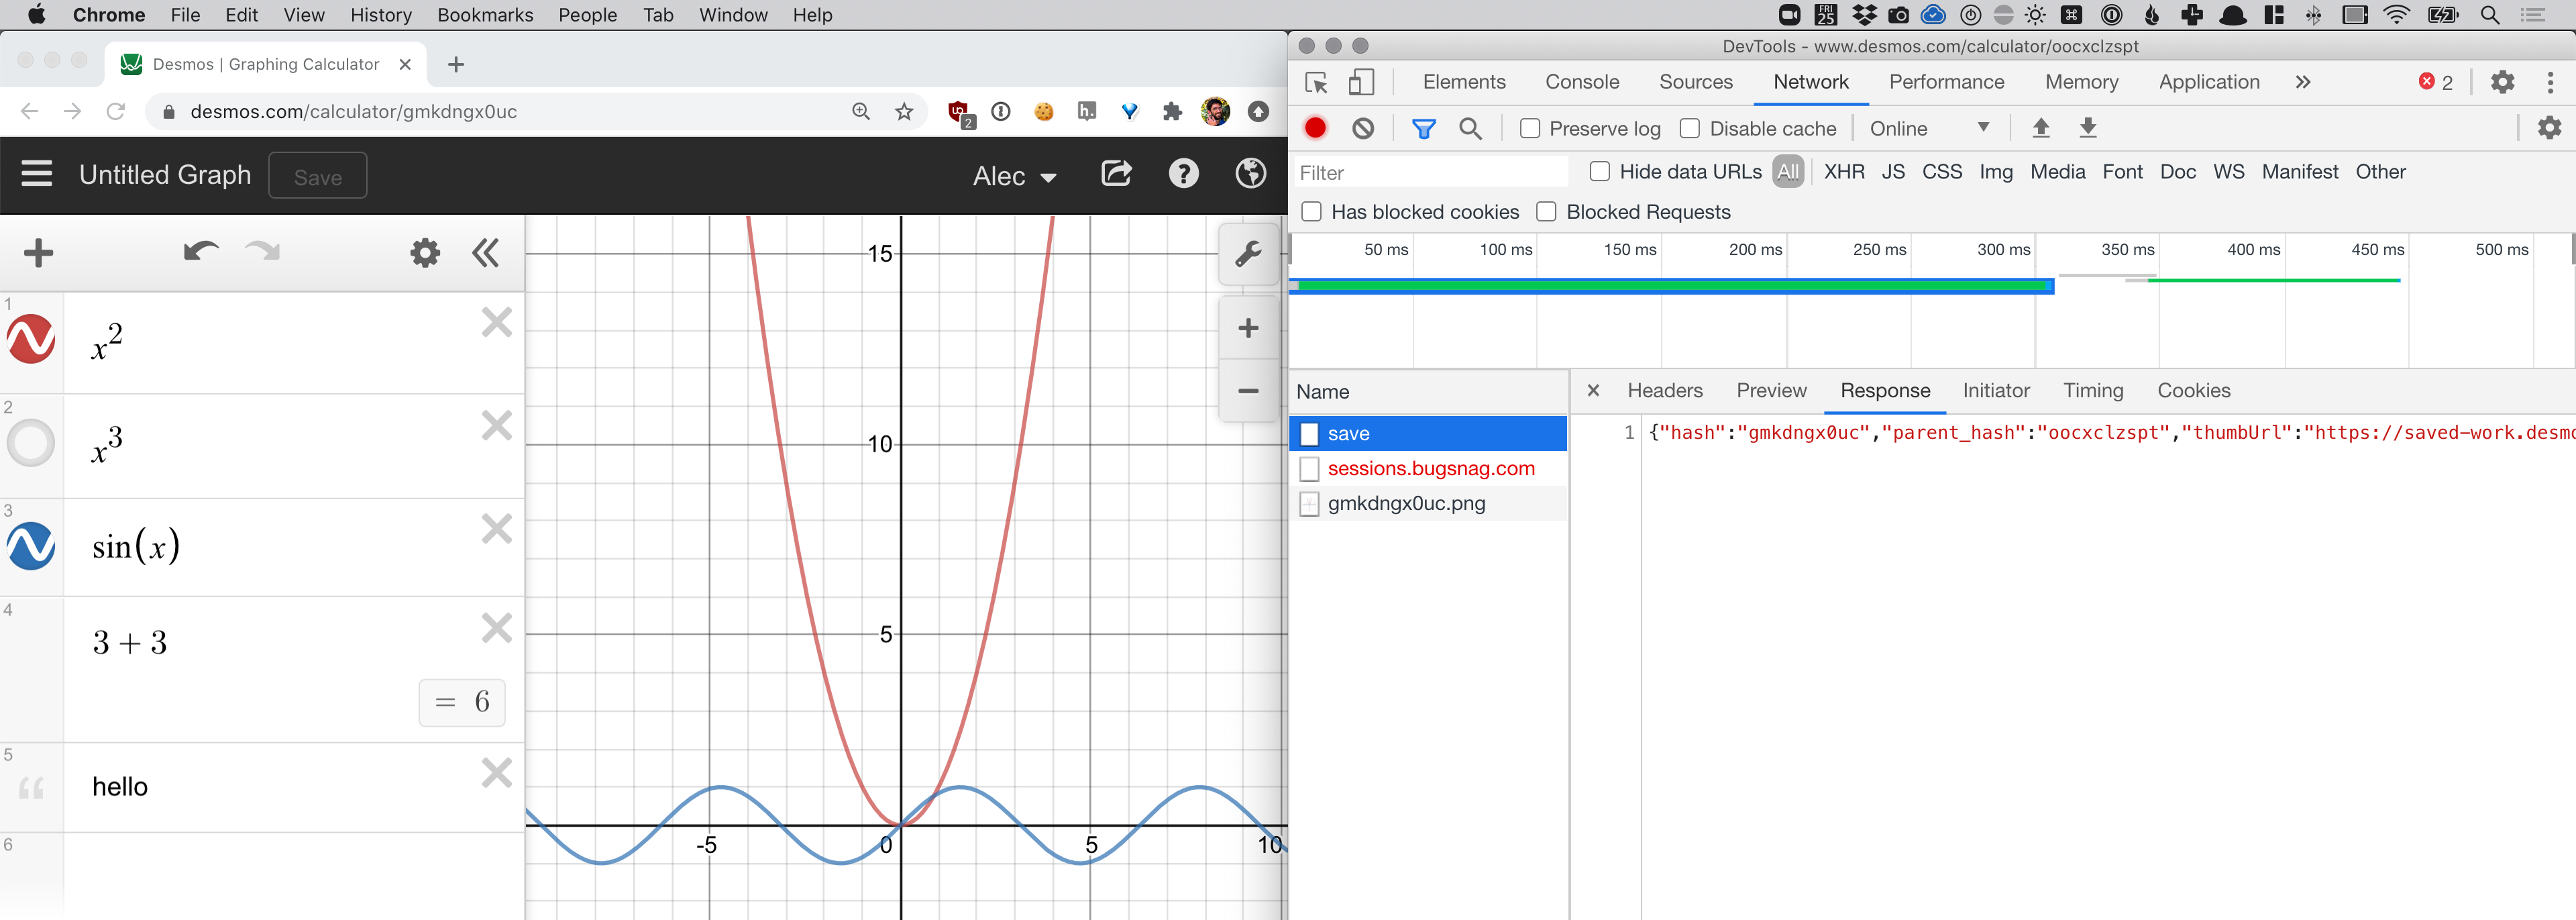 Chrome File Edit View History Bookmarks People Tab Window Help
FRI 25
Desmos | Graphing Calculator
desmos.com/calculator/gmkdngx0uc
2
Untitled Graph Save Alec
1 x^2
2 x^3
3 sin(x)
4 3 + 3
= 6
5 hello
6
15
10
5
-5 0 5 10
DevTools - www.desmos.com/calculator/oocxclzspt
Elements Console Sources Network Performance Memory Application » 2
Preserve log Disable cache Online
Filter Hide data URLs All XHR JS CSS Img Media Font Doc WS Manifest Other
Has blocked cookies Blocked Requests
50 ms 100 ms 150 ms 200 ms 250 ms 300 ms 350 ms 400 ms 450 ms 500 ms
Name
save
sessions.bugsnag.com
gmkdngx0uc.png
Headers Preview Response Initiator Timing Cookies
1 {"hash":"gmkdngx0uc","parent_hash":"oocxclzspt","thumbUrl":"https://saved-work.desmo